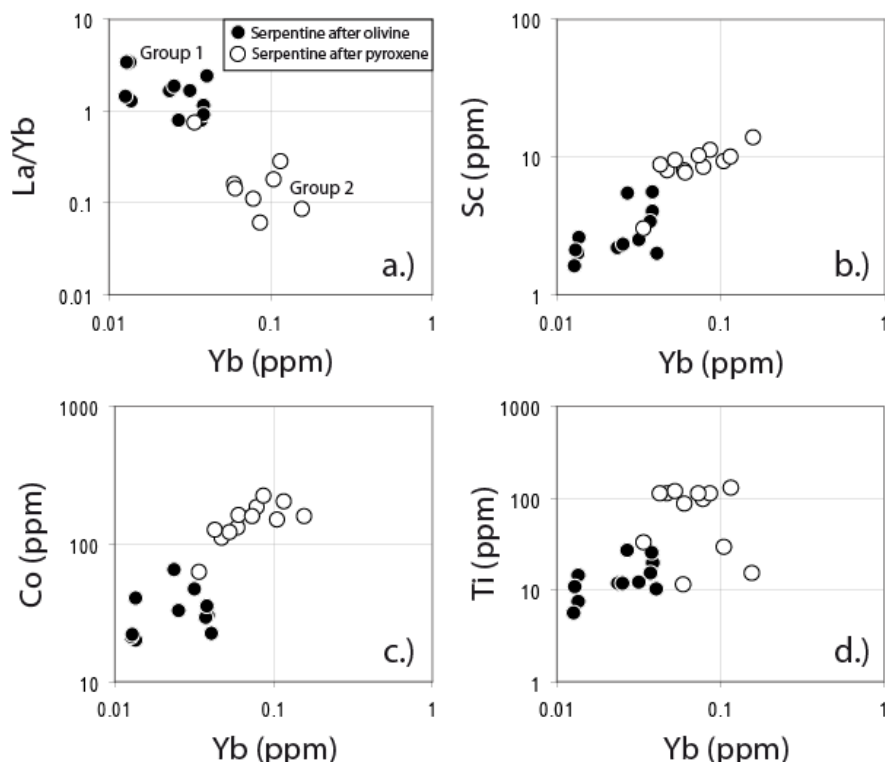 10
Group 1
Serpentine after olivine
Serpentine after pyroxene
1
La/Yb
0.1
Group 2
a.)
0.01
0.01
0.1
1
Yb (ppm)
100
Sc (ppm)
10
b.)
1
0.01
0.1
1
Yb (ppm)
1000
Co (ppm)
100
c.)
10
0.01
0.1
1
Yb (ppm)
1000
100
Ti (ppm)
10
d.)
1
0.01
0.1
1
Yb (ppm)